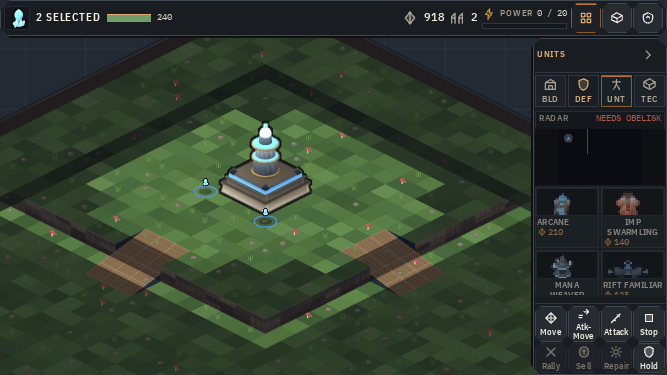 2 SELECTED 240 918 2 POWER 0 / 20
UNITS
BLD DEF UNT TEC
RADAR NEEDS OBELISK
ARCANE
210
IMP
SWARMLING
140
MANA
WEAVER
RIFT FAMILIAR
Move Atk-Move Attack Stop
Rally Sell Repair Hold